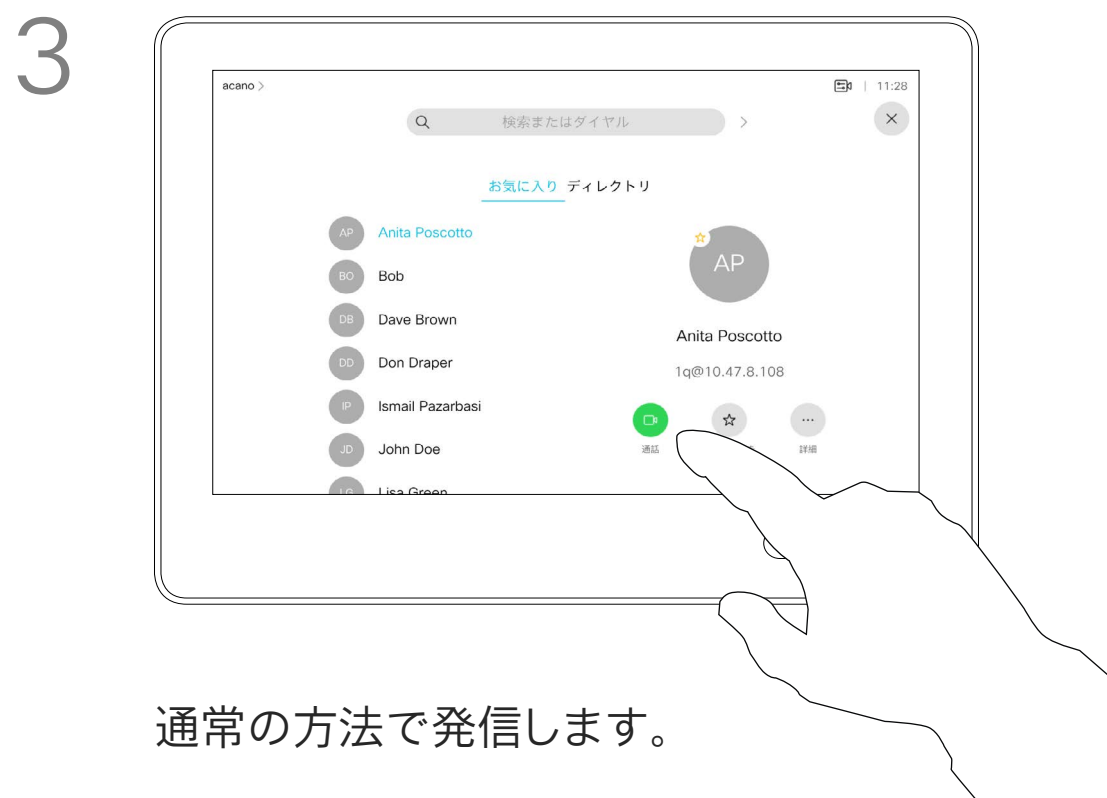 3
acano > | 11:28
検索またはダイヤル
お気に入り ディレクトリ
AP Anita Poscotto
BO Bob
DB Dave Brown
DD Don Draper
IP Ismail Pazarbasi
JD John Doe
LG Lisa Green
AP
Anita Poscotto
1q@10.47.8.108
通話 詳細
通常の方法で発信します。